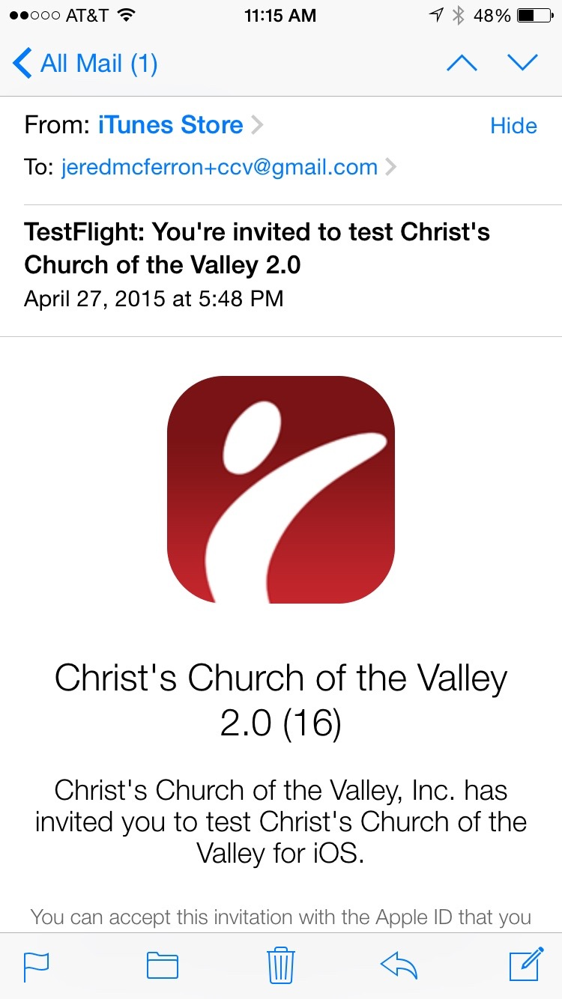 AT&T 11:15 AM 48%
All Mail (1)
From: iTunes Store Hide
To: jeredmcferron+ccv@gmail.com
TestFlight: You're invited to test Christ's
Church of the Valley 2.0
April 27, 2015 at 5:48 PM
Christ's Church of the Valley
2.0 (16)
Christ's Church of the Valley, Inc. has
invited you to test Christ's Church of the
Valley for iOS.
You can accept this invitation with the Apple ID that you